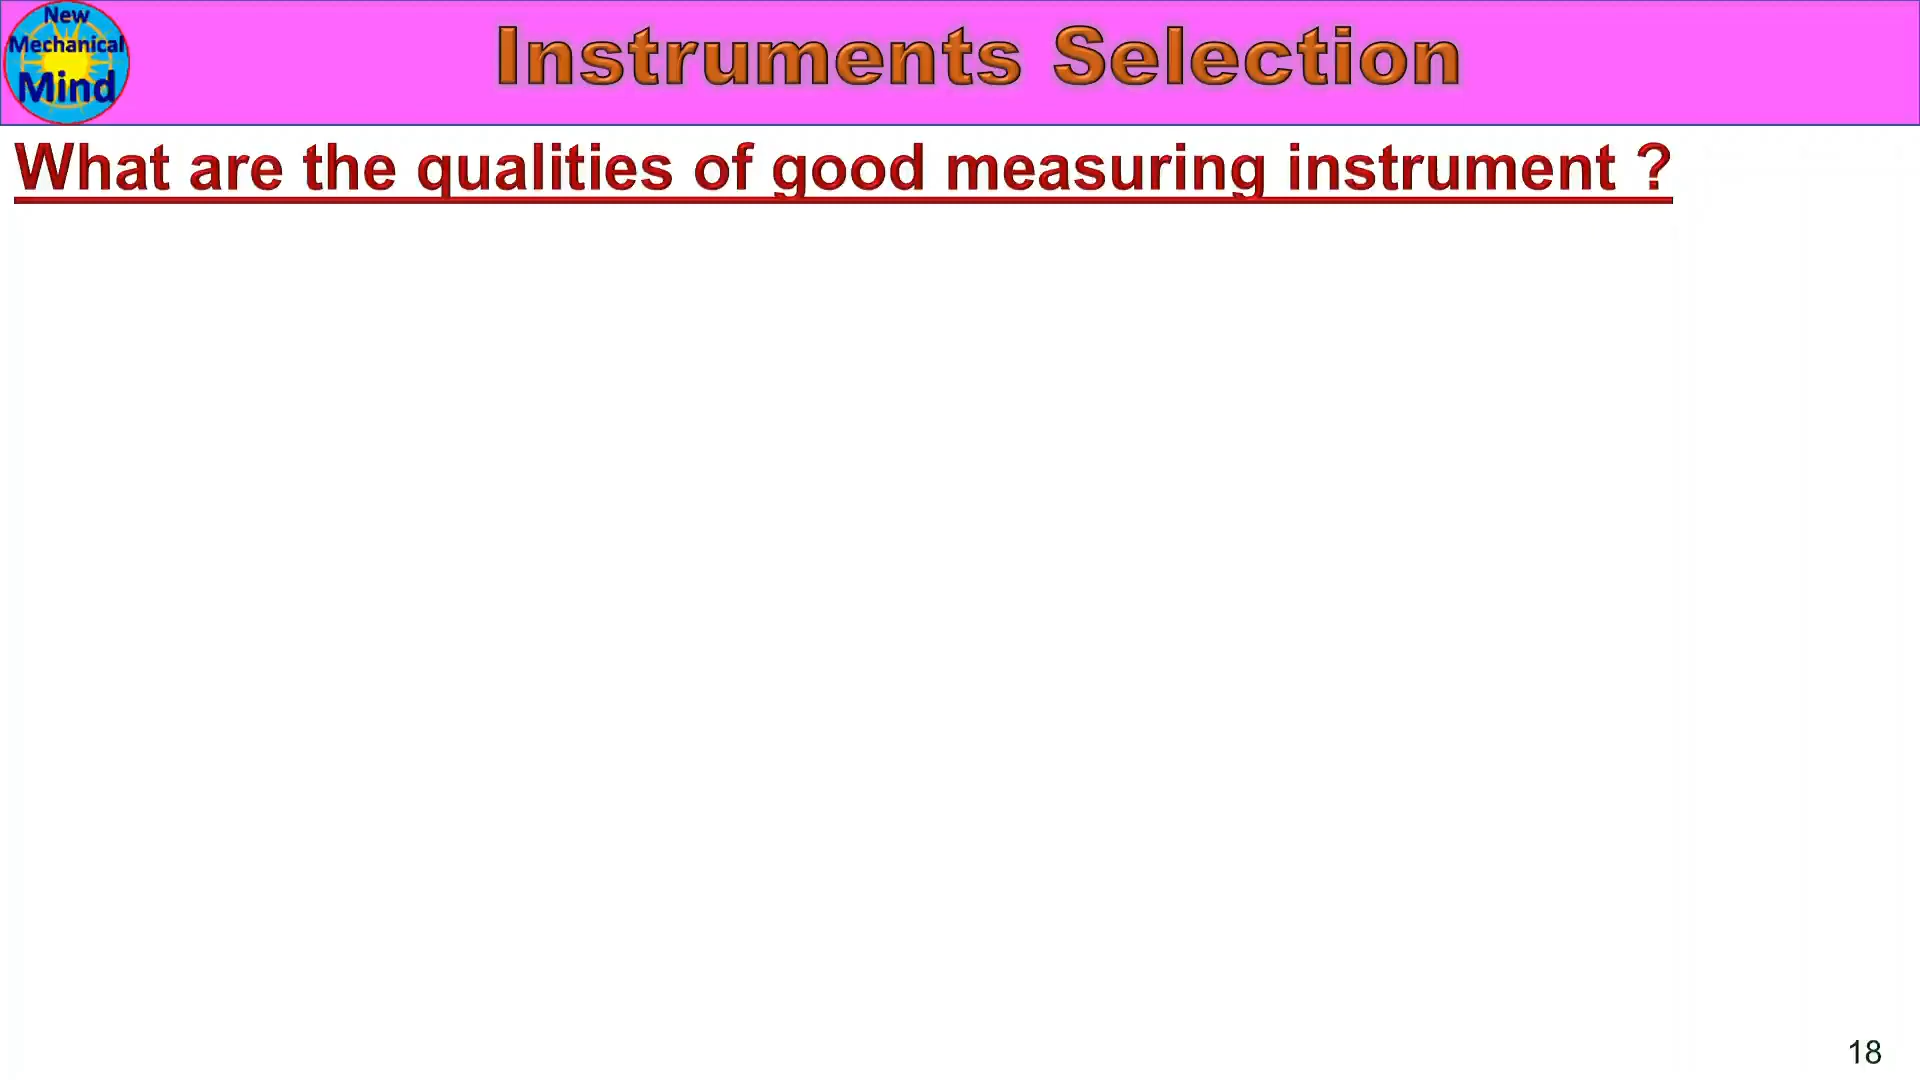 New
Mechanical
Mind
Instruments Selection
What are the qualities of good measuring instrument ?
18